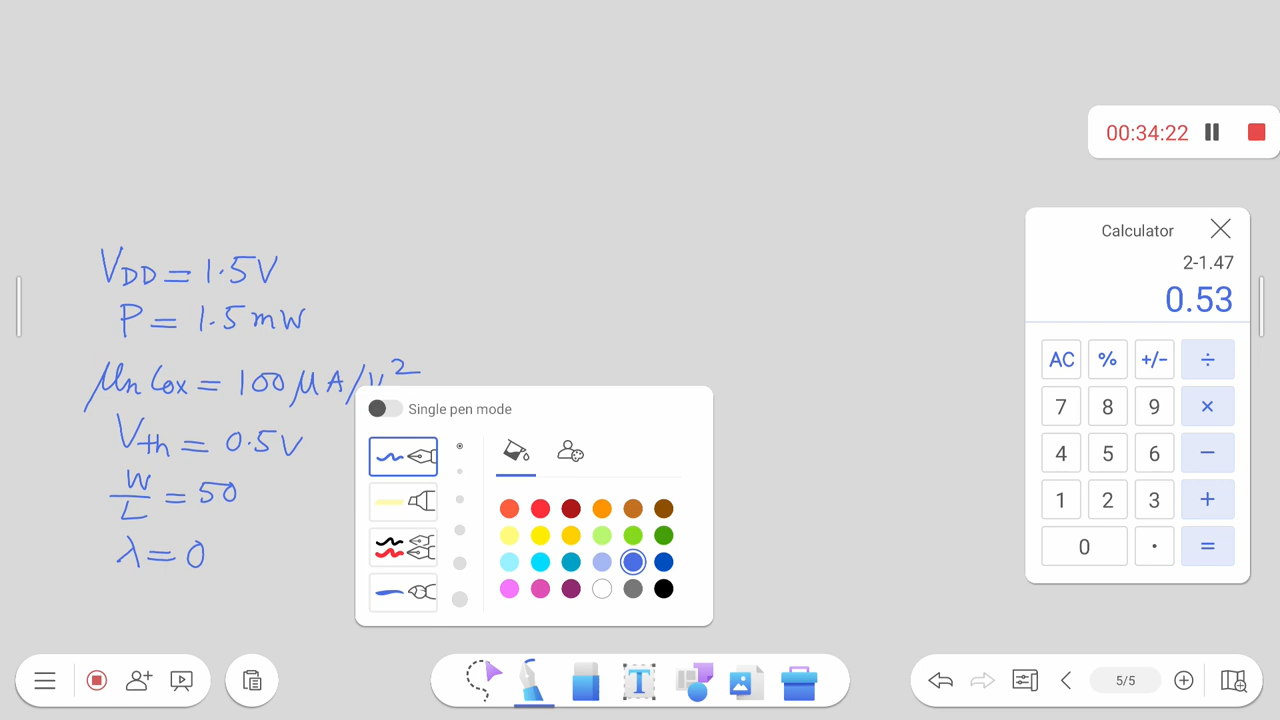 00:34:22
Calculator
2-1.47
0.53
AC % +/- ÷
7 8 9 ×
4 5 6 −
1 2 3 +
0 · =
VDD = 1.5V
P = 1.5mW
μn Cox = 100 μA/V²
Vth = 0.5V
W/L = 50
λ = 0
Single pen mode
T
5/5